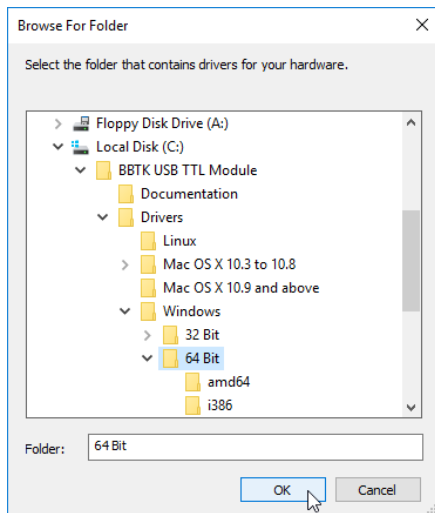 Browse For Folder
Select the folder that contains drivers for your hardware.
Floppy Disk Drive (A:)
Local Disk (C:)
BBTK USB TTL Module
Documentation
Drivers
Linux
Mac OS X 10.3 to 10.8
Mac OS X 10.9 and above
Windows
32 Bit
64 Bit
amd64
i386
Folder: 64 Bit
OK Cancel